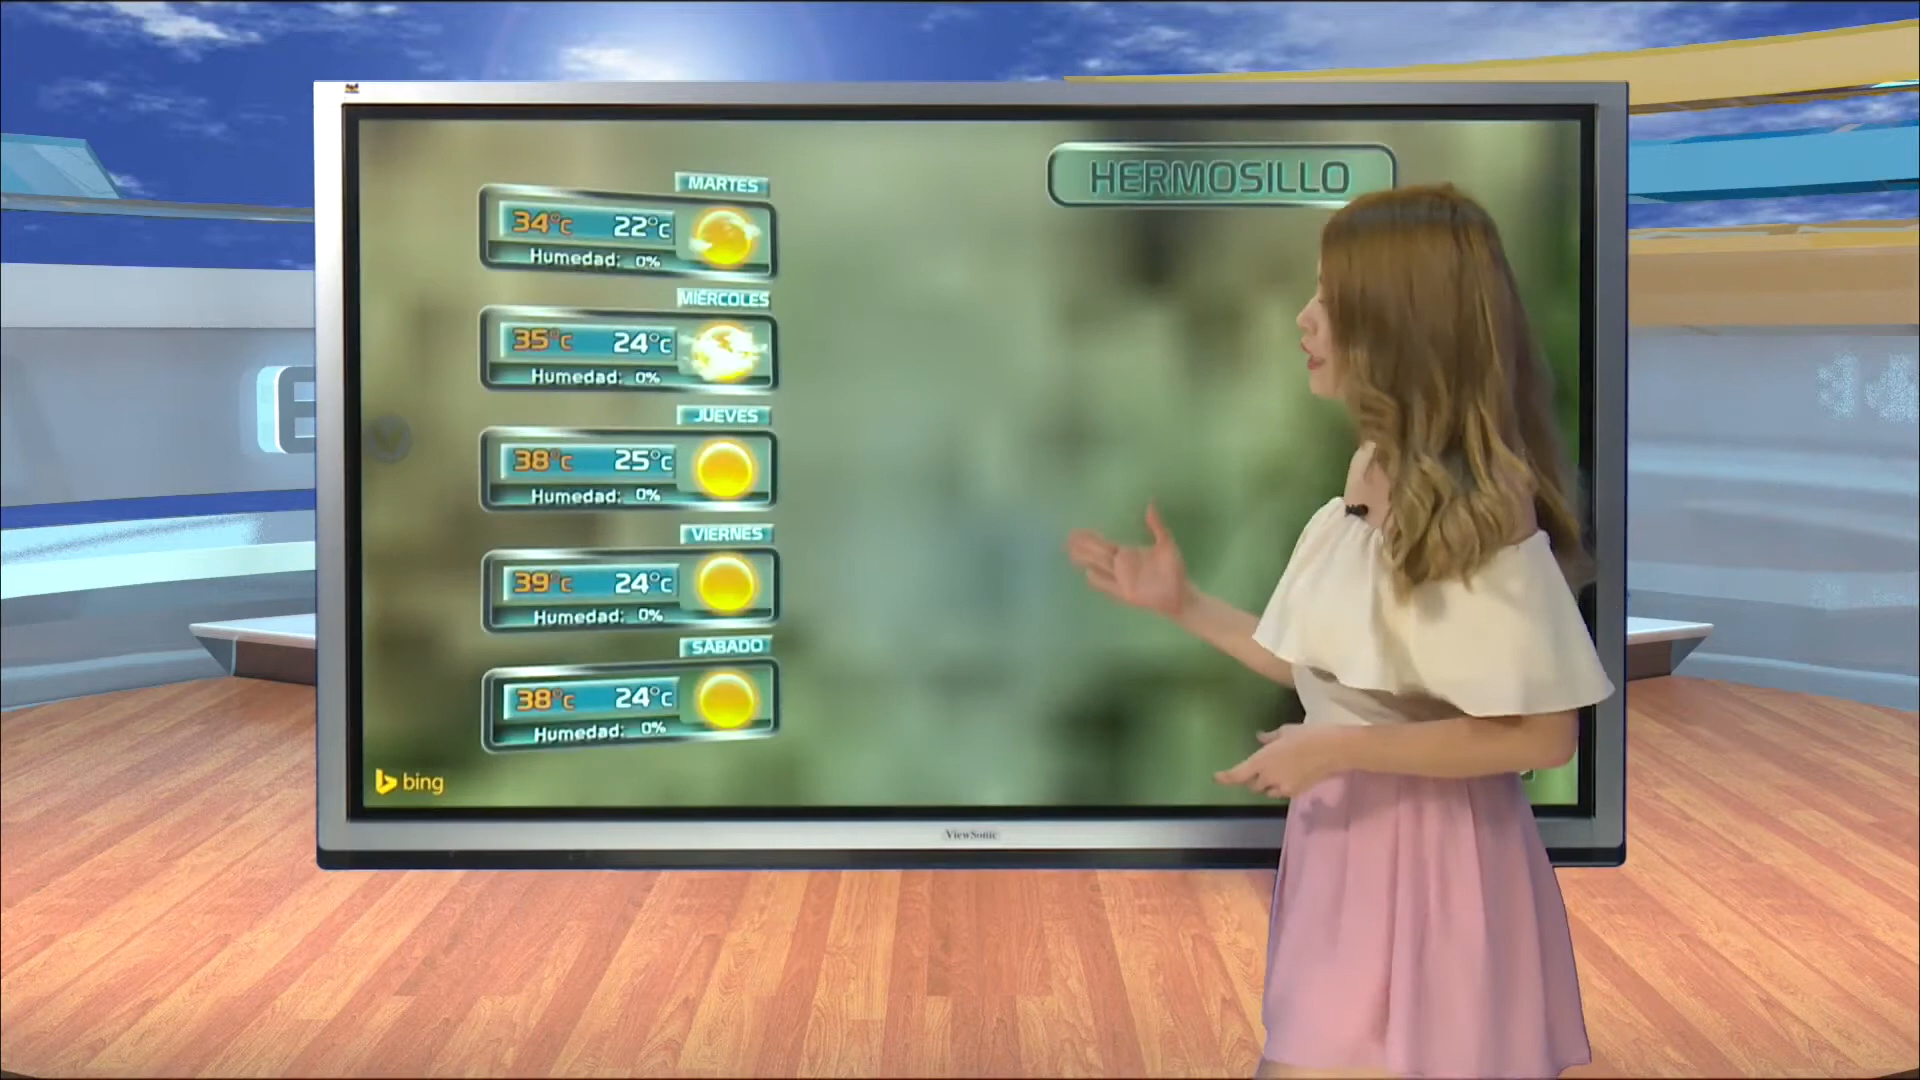 HERMOSILLO
MARTES
34°C 22°C
Humedad: 0%
MIÉRCOLES
35°C 24°C
Humedad: 0%
JUEVES
38°C 25°C
Humedad: 0%
VIERNES
39°C 24°C
Humedad: 0%
SÁBADO
38°C 24°C
Humedad: 0%
bing
ViewSonic